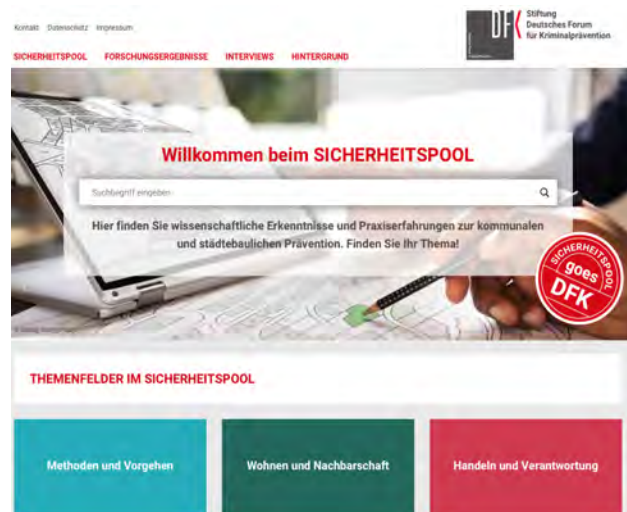 Kontakt Datenschutz Impressum
DFK
Stiftung
Deutsches Forum
für Kriminalprävention
SICHERHEITSPOOL FORSCHUNGSERGEBNISSE INTERVIEWS HINTERGRUND
Willkommen beim SICHERHEITSPOOL
Suchbegriff eingeben
Hier finden Sie wissenschaftliche Erkenntnisse und Praxiserfahrungen zur kommunalen
und städtebaulichen Prävention. Finden Sie Ihr Thema!
SICHERHEITSPOOL
goes
DFK
THEMENFELDER IM SICHERHEITSPOOL
Methoden und Vorgehen
Wohnen und Nachbarschaft
Handeln und Verantwortung